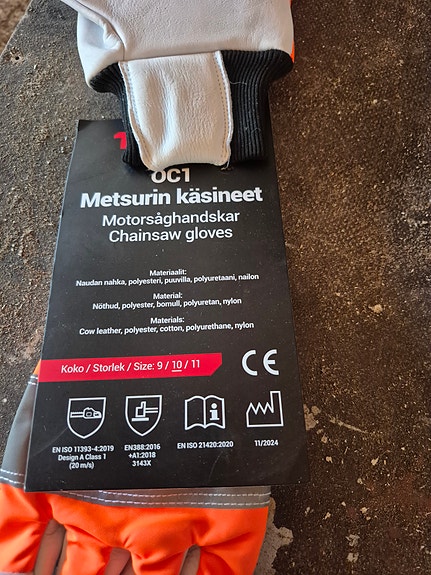 OC1
Metsurin käsineet
Motorsåghandskar
Chainsaw gloves
Materiaalit:
Naudan nahka, polyesteri, puuvilla, polyuretaani, nailon
Material:
Nöthud, polyester, bomull, polyuretan, nylon
Materials:
Cow leather, polyester, cotton, polyurethane, nylon
Koko / Storlek / Size: 9 / 10 / 11
CE
EN ISO 11393-4:2019
Design A Class 1
(20 m/s)
EN388:2016
+A1:2018
3143X
i
EN ISO 21420:2020
11/2024